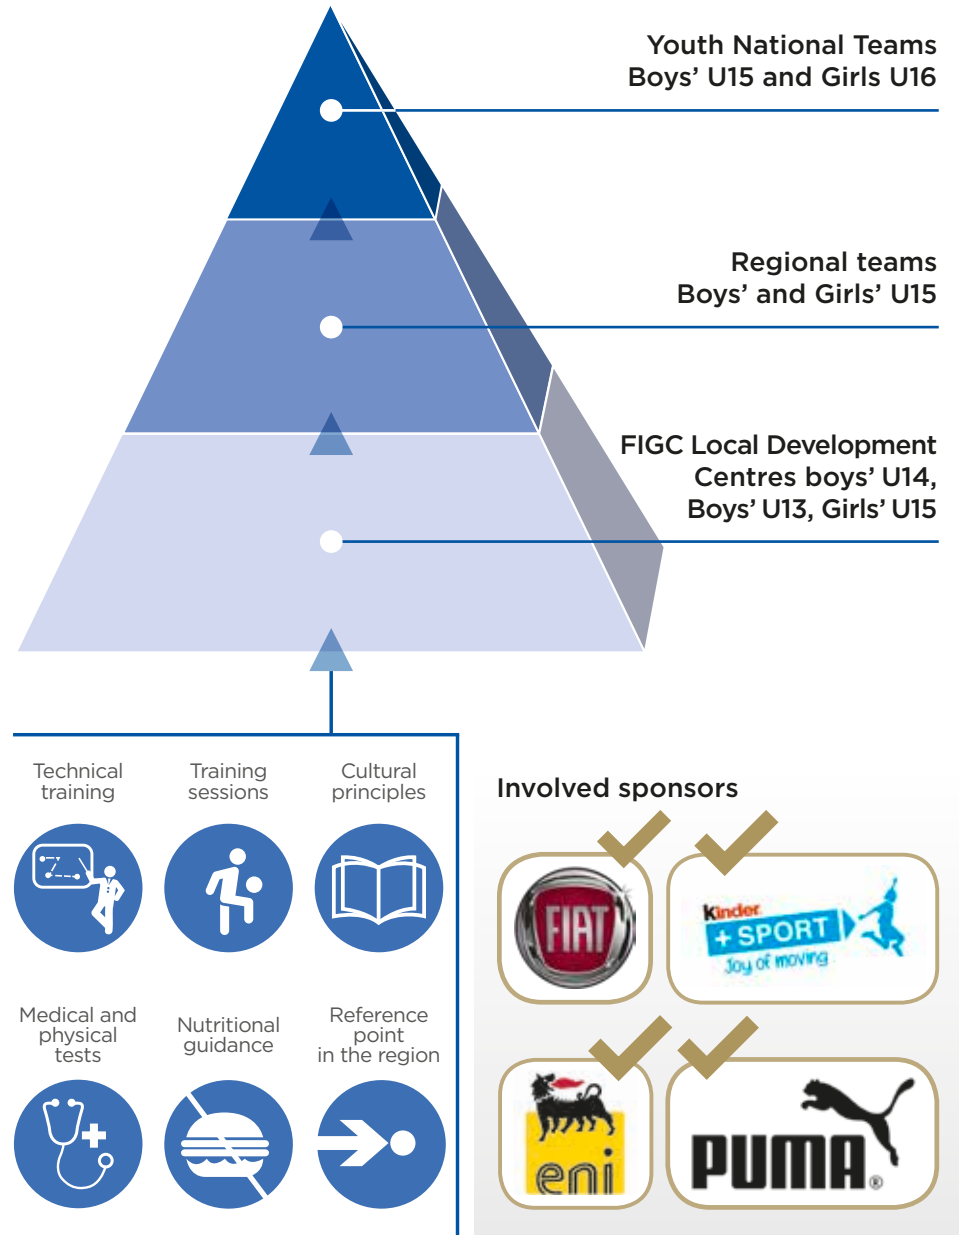 Youth National Teams
Boys’ U15 and Girls U16
Regional teams
Boys’ and Girls’ U15
FIGC Local Development
Centres boys’ U14,
Boys’ U13, Girls’ U15
Technical
training
Training
sessions
Cultural
principles
Medical and
physical
tests
Nutritional
guidance
Reference
point
in the region
Involved sponsors
FIAT
Kinder
+ SPORT
Joy of moving
eni
PUMA®